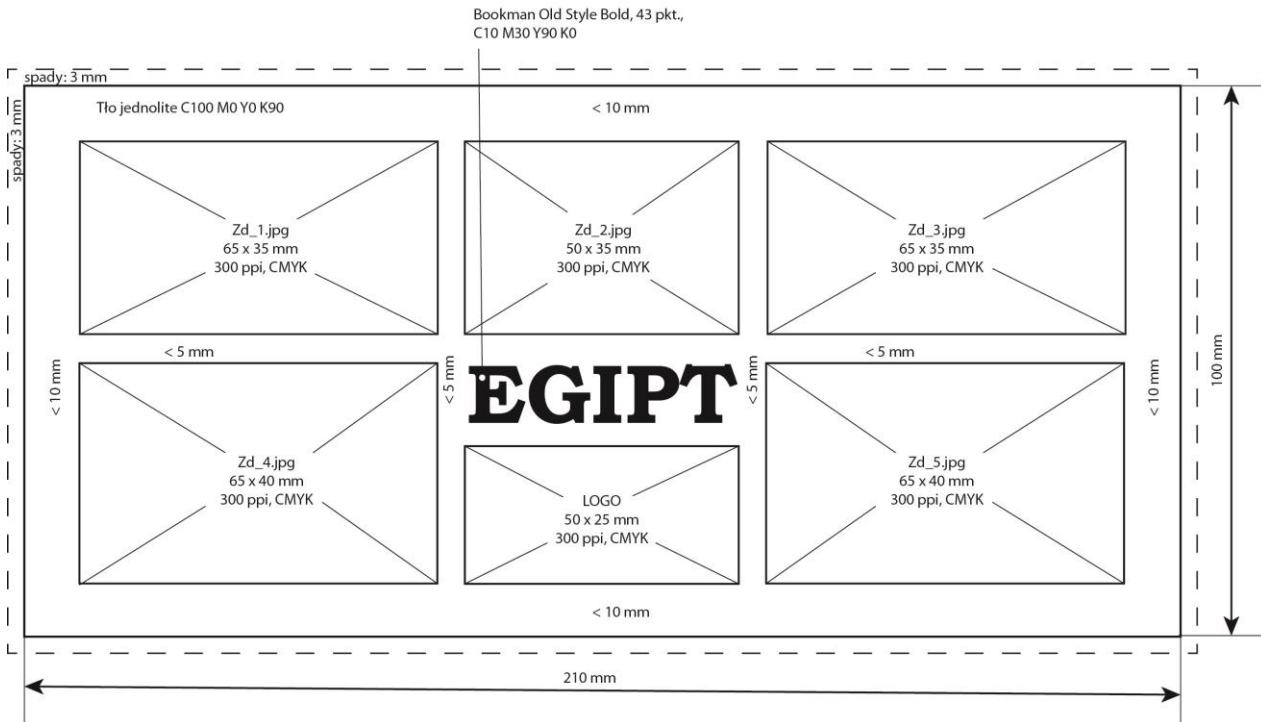 Bookman Old Style Bold, 43 pkt.,
C10 M30 Y90 K0
spady: 3 mm
spady: 3 mm
Tło jednolite C100 M0 Y0 K90
< 10 mm
Zd_1.jpg
65 x 35 mm
300 ppi, CMYK
Zd_2.jpg
50 x 35 mm
300 ppi, CMYK
Zd_3.jpg
65 x 35 mm
300 ppi, CMYK
< 5 mm
< 5 mm
< 10 mm
< 5 mm
EGIPT
< 5 mm
< 10 mm
100 mm
Zd_4.jpg
65 x 40 mm
300 ppi, CMYK
LOGO
50 x 25 mm
300 ppi, CMYK
Zd_5.jpg
65 x 40 mm
300 ppi, CMYK
< 10 mm
210 mm